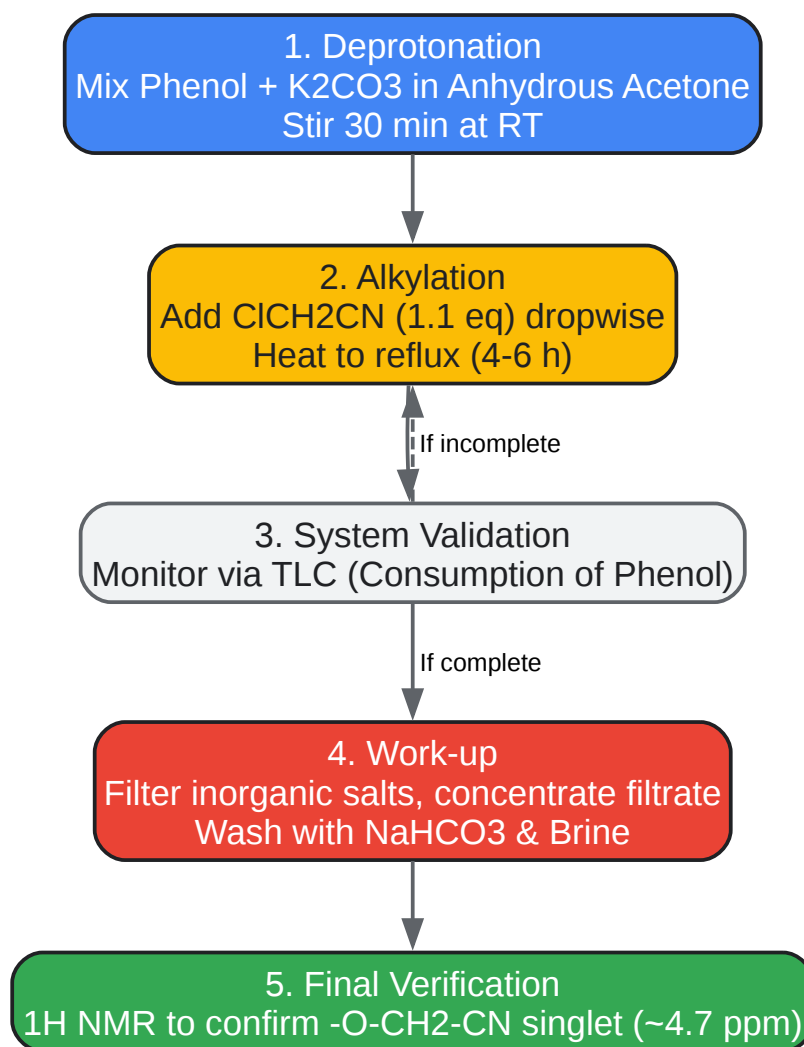 1. Deprotonation
Mix Phenol + K2CO3 in Anhydrous Acetone
Stir 30 min at RT
2. Alkylation
Add ClCH2CN (1.1 eq) dropwise
Heat to reflux (4-6 h)
If incomplete
3. System Validation
Monitor via TLC (Consumption of Phenol)
If complete
4. Work-up
Filter inorganic salts, concentrate filtrate
Wash with NaHCO3 & Brine
5. Final Verification
1H NMR to confirm -O-CH2-CN singlet (~4.7 ppm)